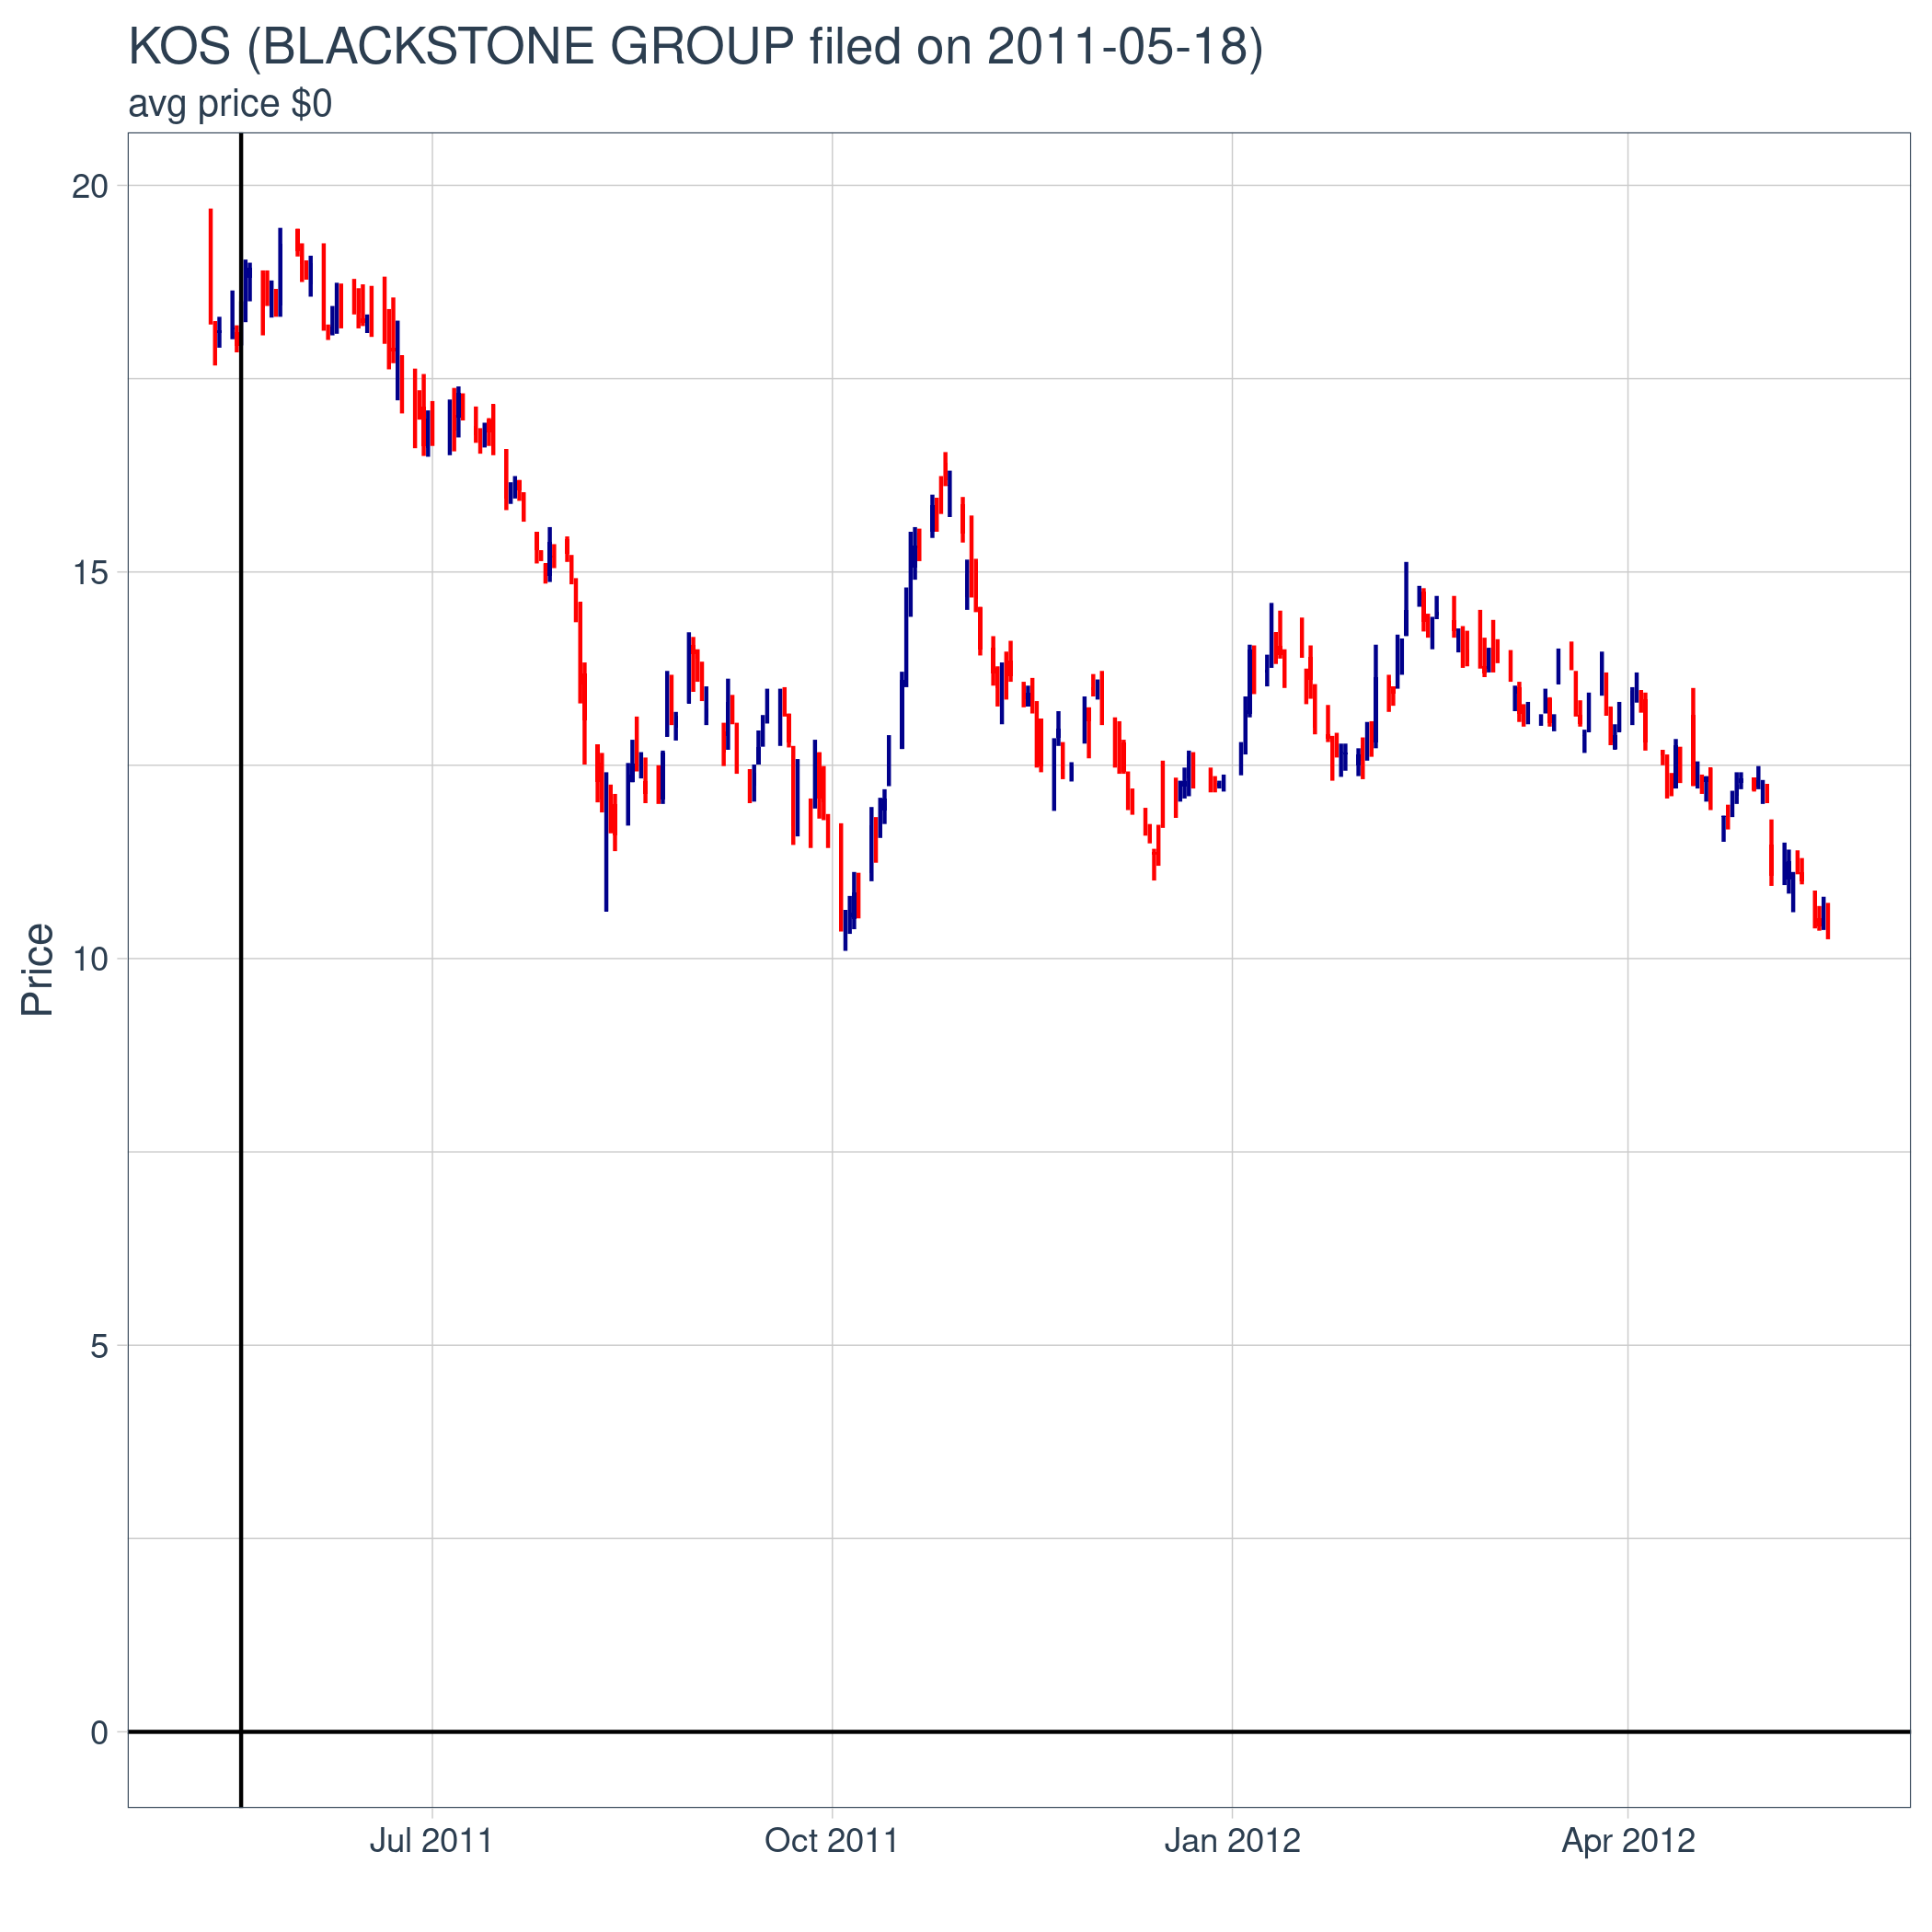 KOS (BLACKSTONE GROUP filed on 2011-05-18)
avg price $0
20
15
10
5
0
Price
Jul 2011
Oct 2011
Jan 2012
Apr 2012